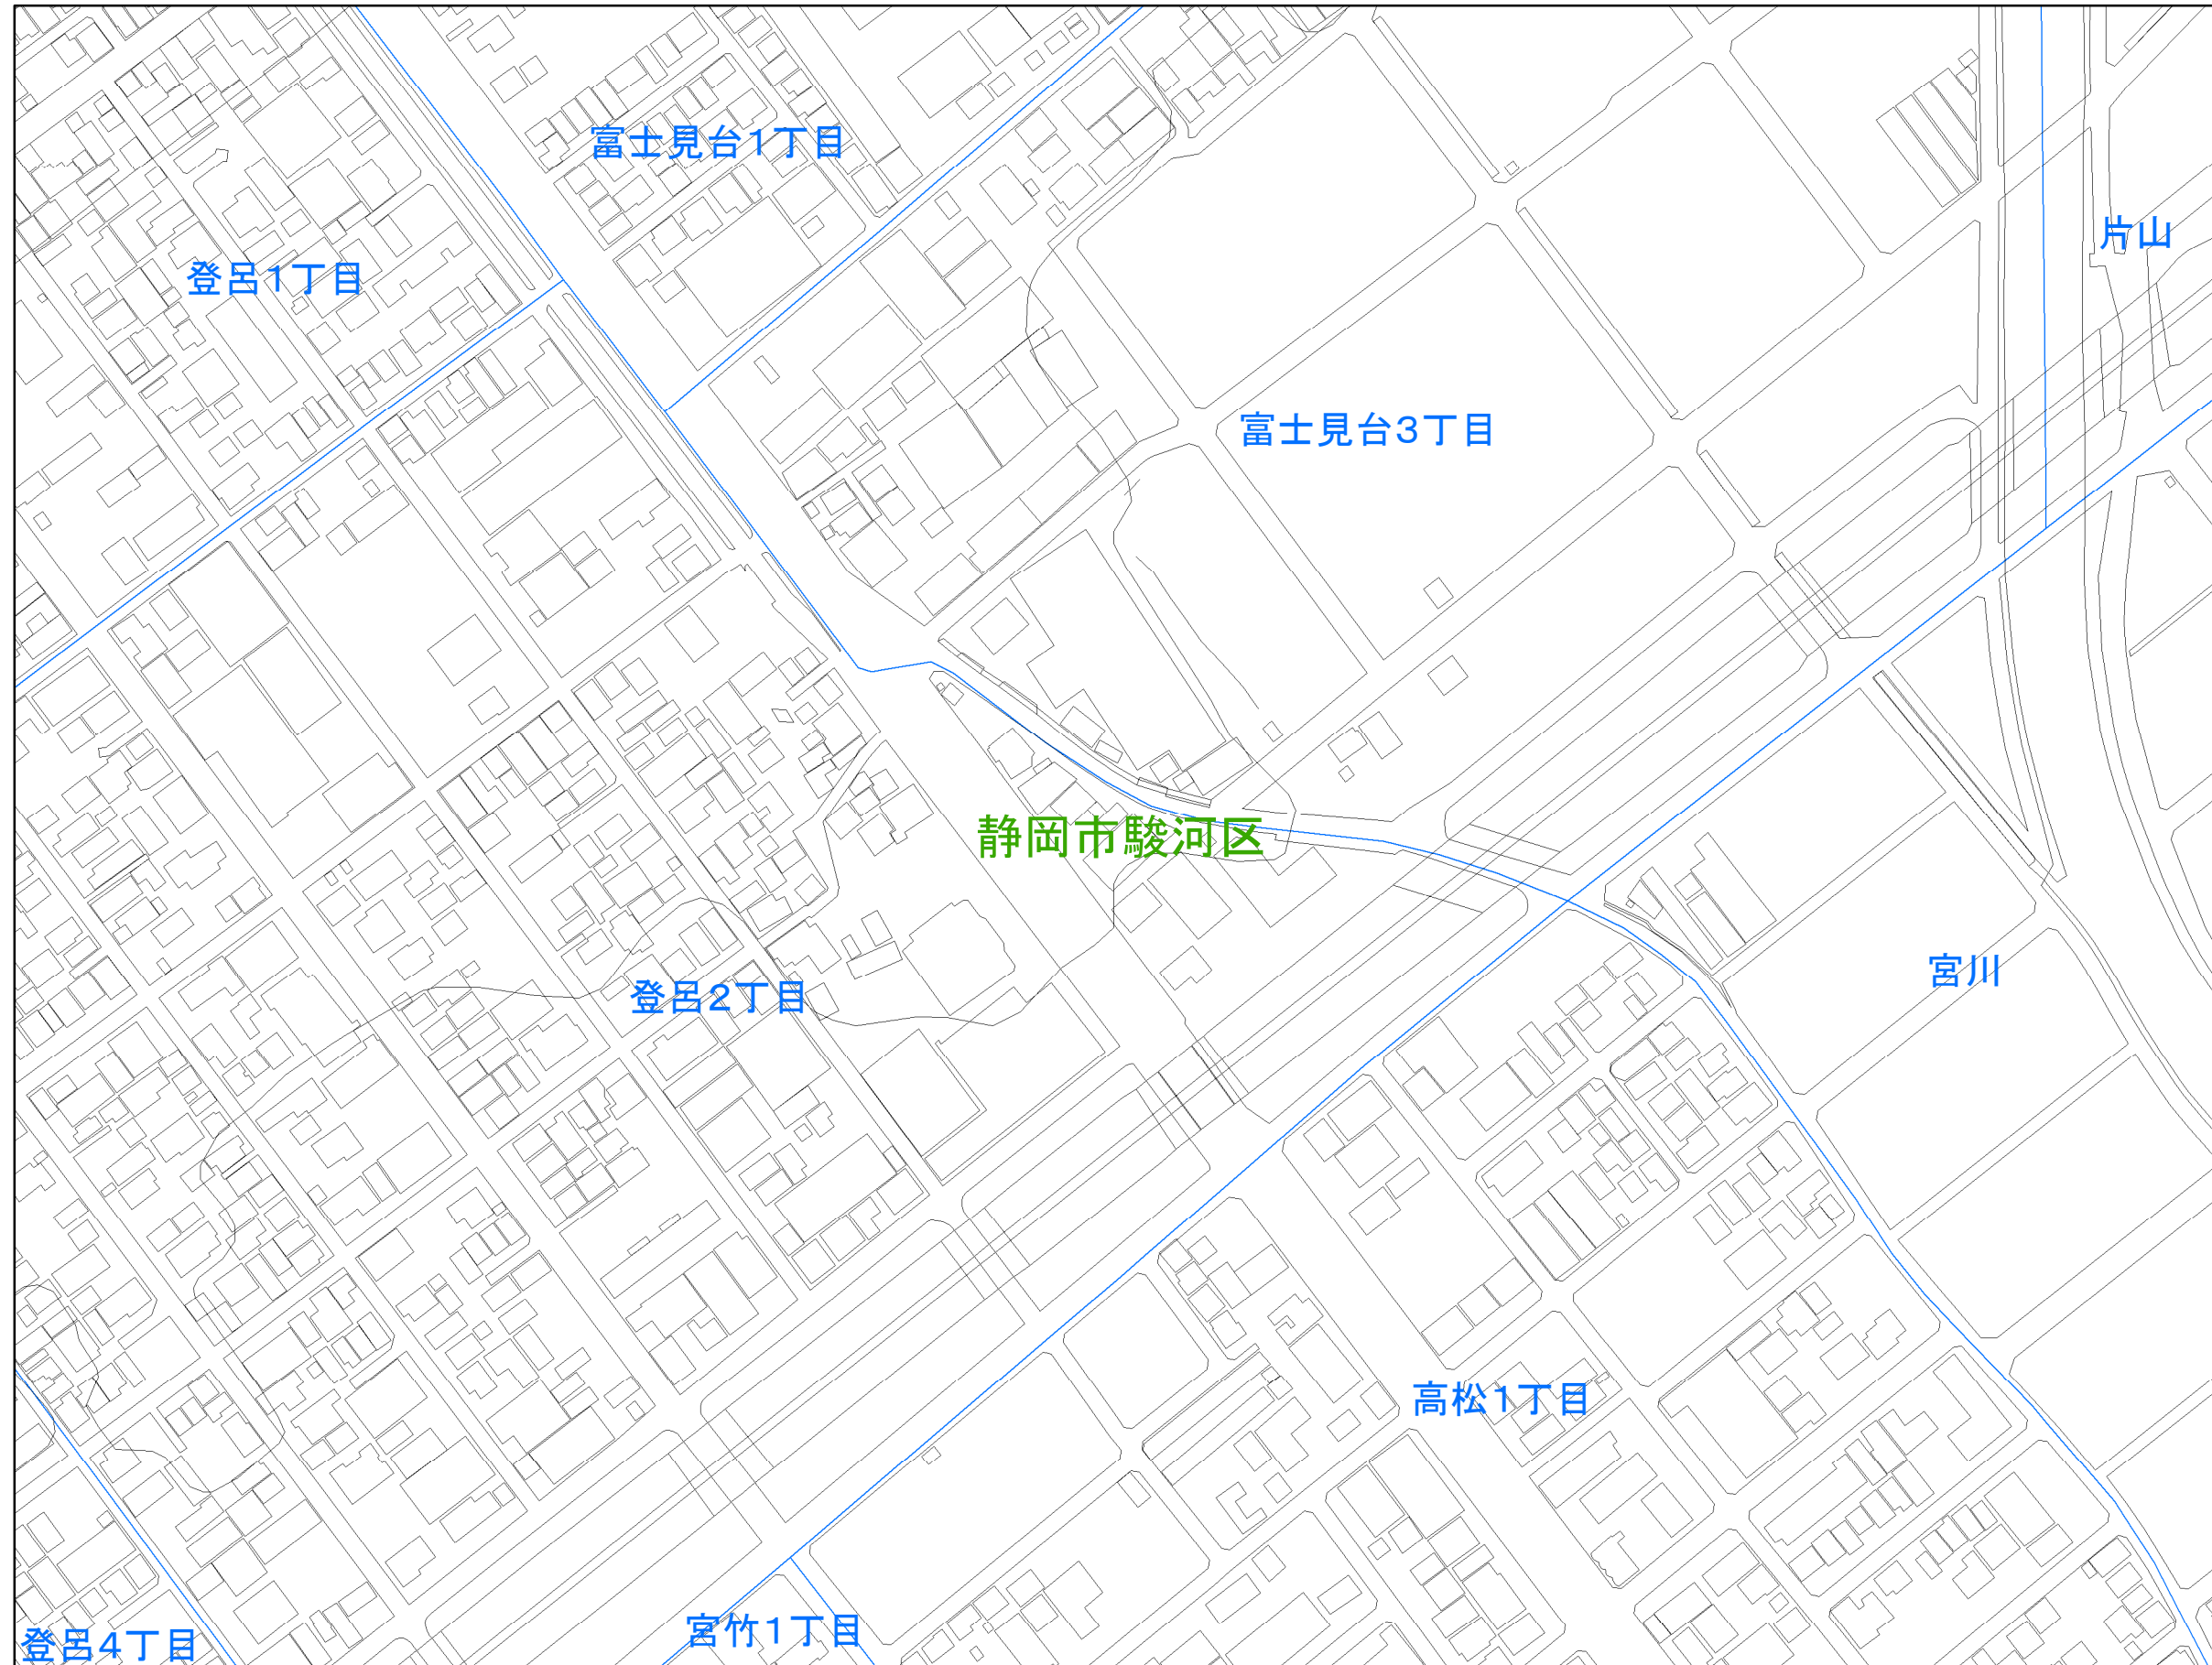 富士見台1丁目
片山
登呂1丁目
富士見台3丁目
静岡市駿河区
宮川
登呂2丁目
高松1丁目
宮竹1丁目
登呂4丁目